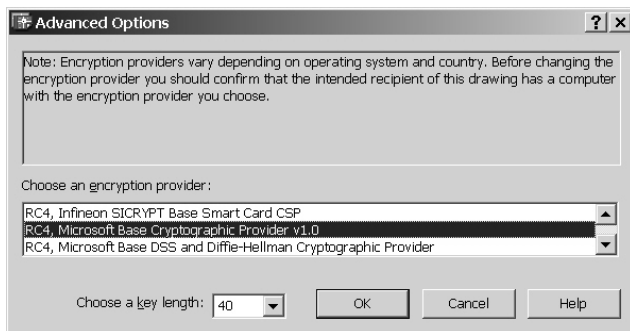 Advanced Options
Note: Encryption providers vary depending on operating system and country. Before changing the
encryption provider you should confirm that the intended recipient of this drawing has a computer
with the encryption provider you choose.
Choose an encryption provider:
RC4, Infineon SICRYPT Base Smart Card CSP
RC4, Microsoft Base Cryptographic Provider v1.0
RC4, Microsoft Base DSS and Diffie-Hellman Cryptographic Provider
Choose a key length: 40 OK Cancel Help